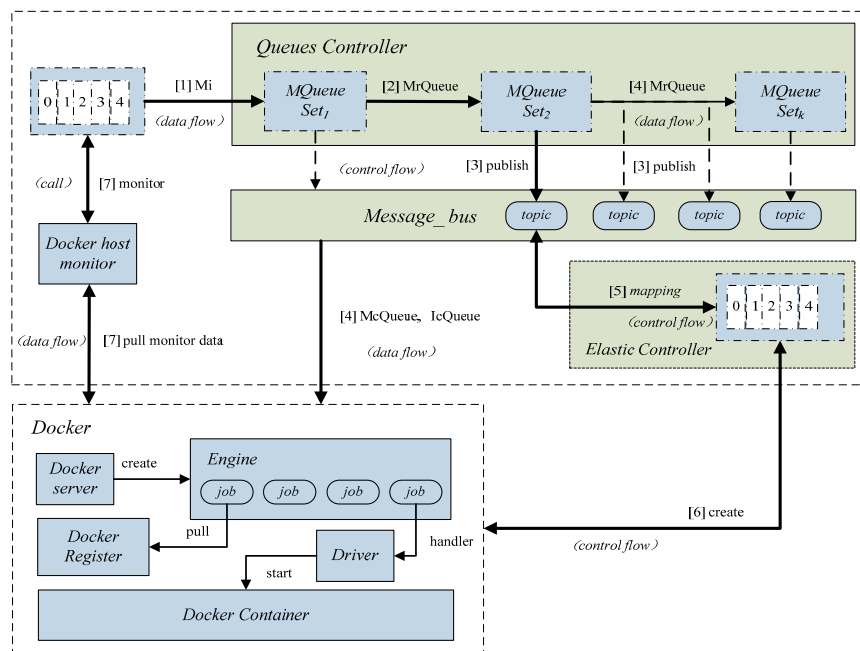 Queues Controller
[1] Mi
(data flow)
0 1 2 3 4
MQueue
Set1
[2] MrQueue
MQueue
Set2
[4] MrQueue
(data flow)
MQueue
Setk
(control flow)
[3] publish
[3] publish
(call)
[7] monitor
Message_bus
topic
topic
topic
topic
Docker host
monitor
[5] mapping
(control flow)
0 1 2 3 4
Elastic Controller
(data flow)
[7] pull monitor data
[4] McQueue, IcQueue
(data flow)
Docker
Docker
server
create
Engine
job
job
job
job
pull
handler
Docker
Register
Driver
start
Docker Container
[6] create
(control flow)